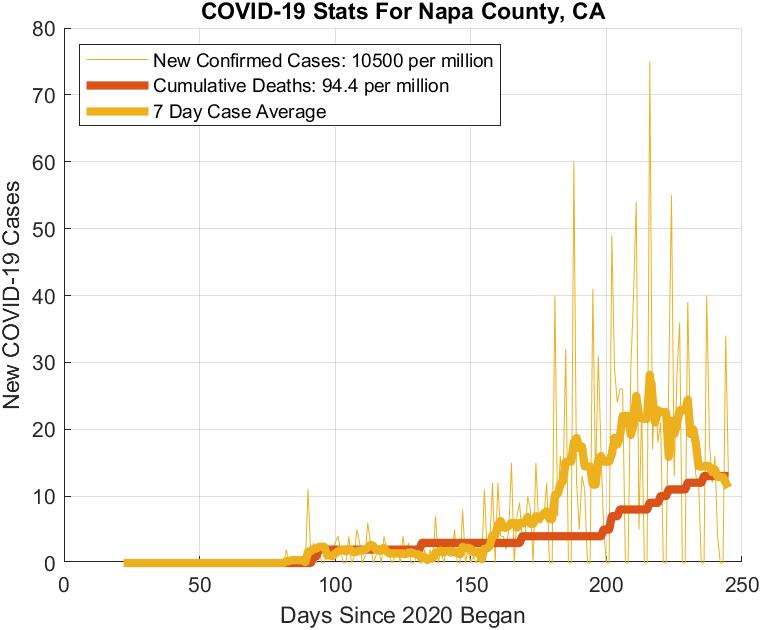 COVID-19 Stats For Napa County, CA
New Confirmed Cases: 10500 per million
Cumulative Deaths: 94.4 per million
7 Day Case Average
New COVID-19 Cases
80
70
60
50
40
30
20
10
0
0 50 100 150 200 250
Days Since 2020 Began